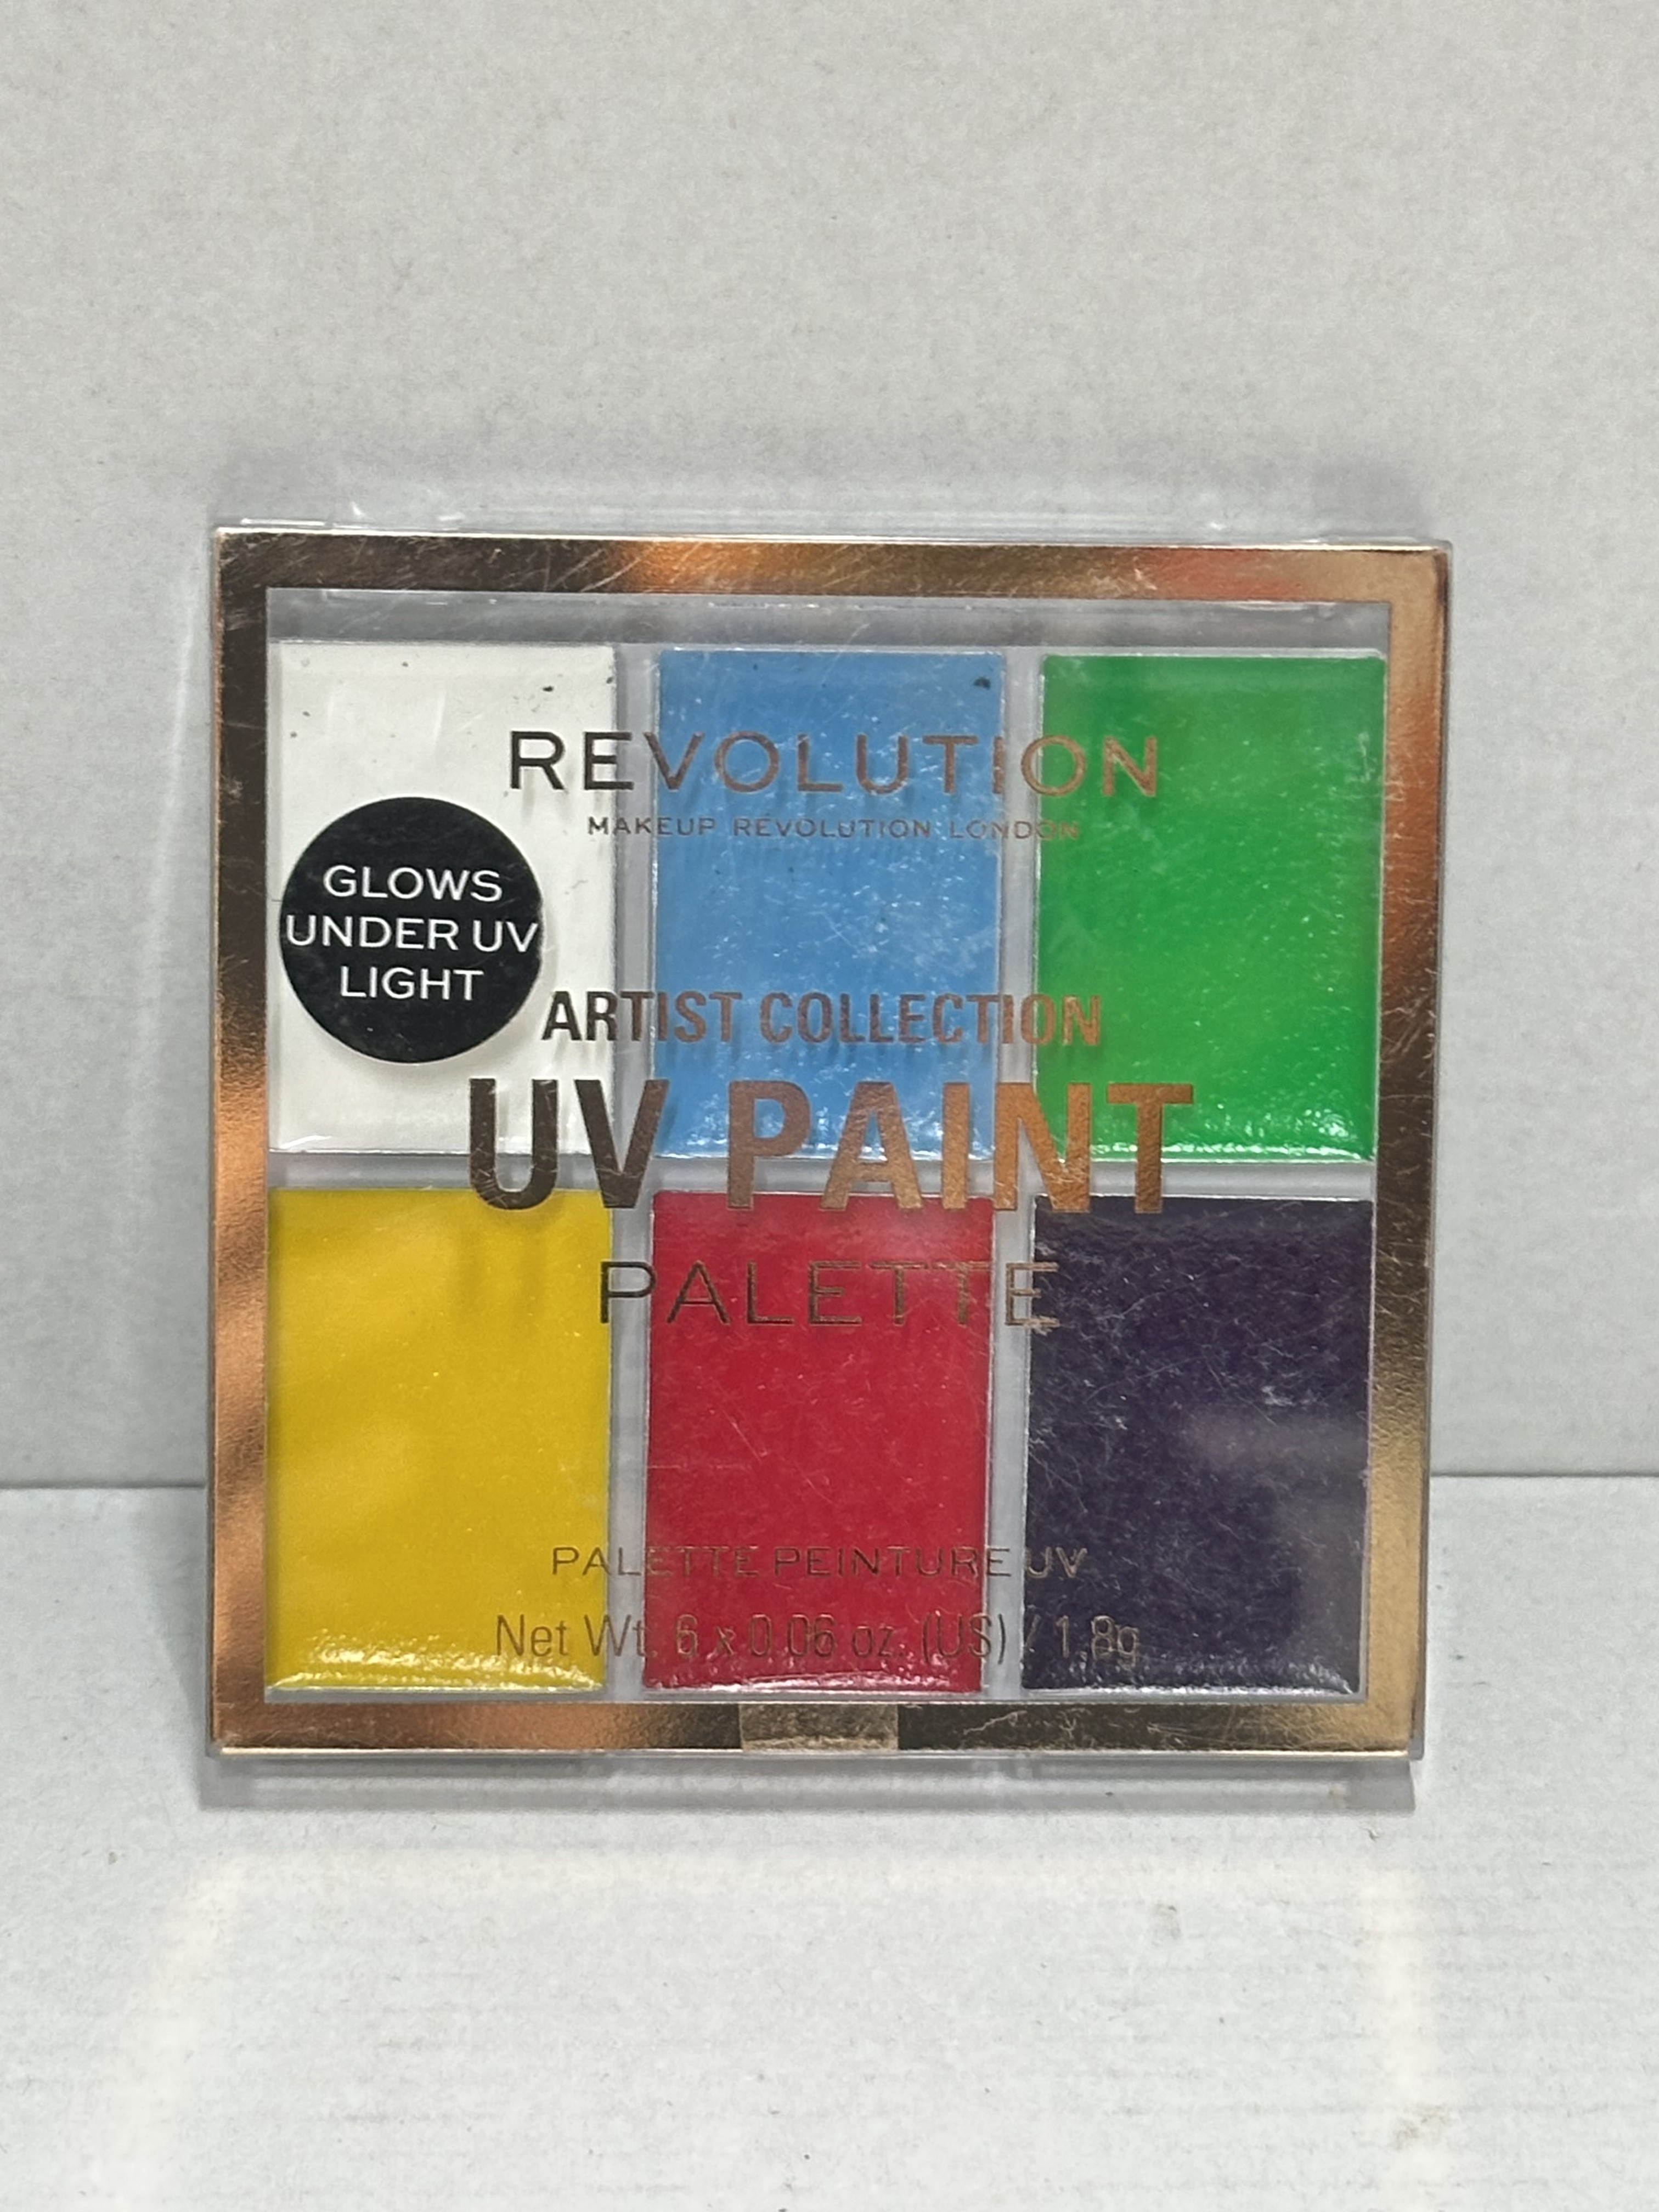 REVOLUTION
MAKEUP REVOLUTION LONDON
GLOWS
UNDER UV
LIGHT
ARTIST COLLECTION
UV PAINT
PALETTE
PALETTE PEINTURE UV
Net Wt. 6 x 0.06 oz. (US) / 1.8g